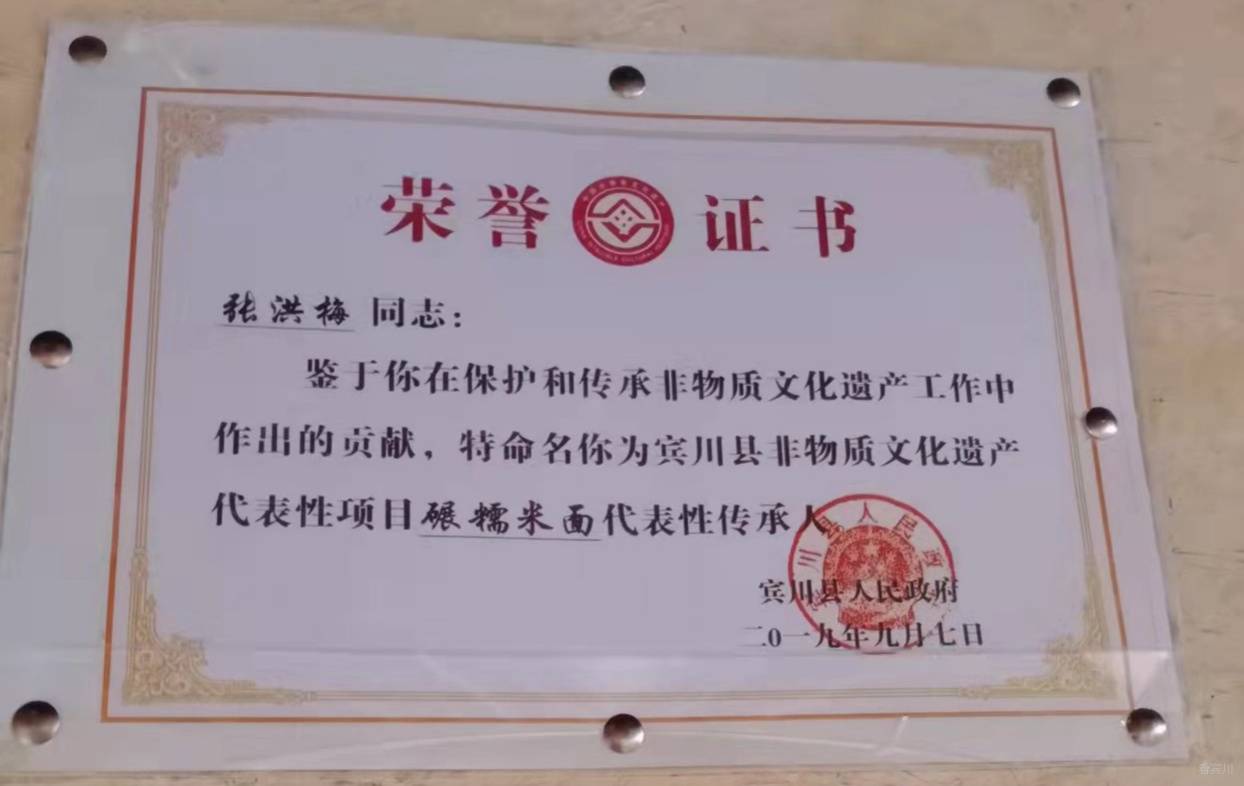 荣誉证书
张洪梅 同志：
鉴于你在保护和传承非物质文化遗产工作中
作出的贡献，特命名你为宾川县非物质文化遗产
代表性项目碾糯米面代表性传承人
宾川县人民政府
二0一九年九月七日
香宾川